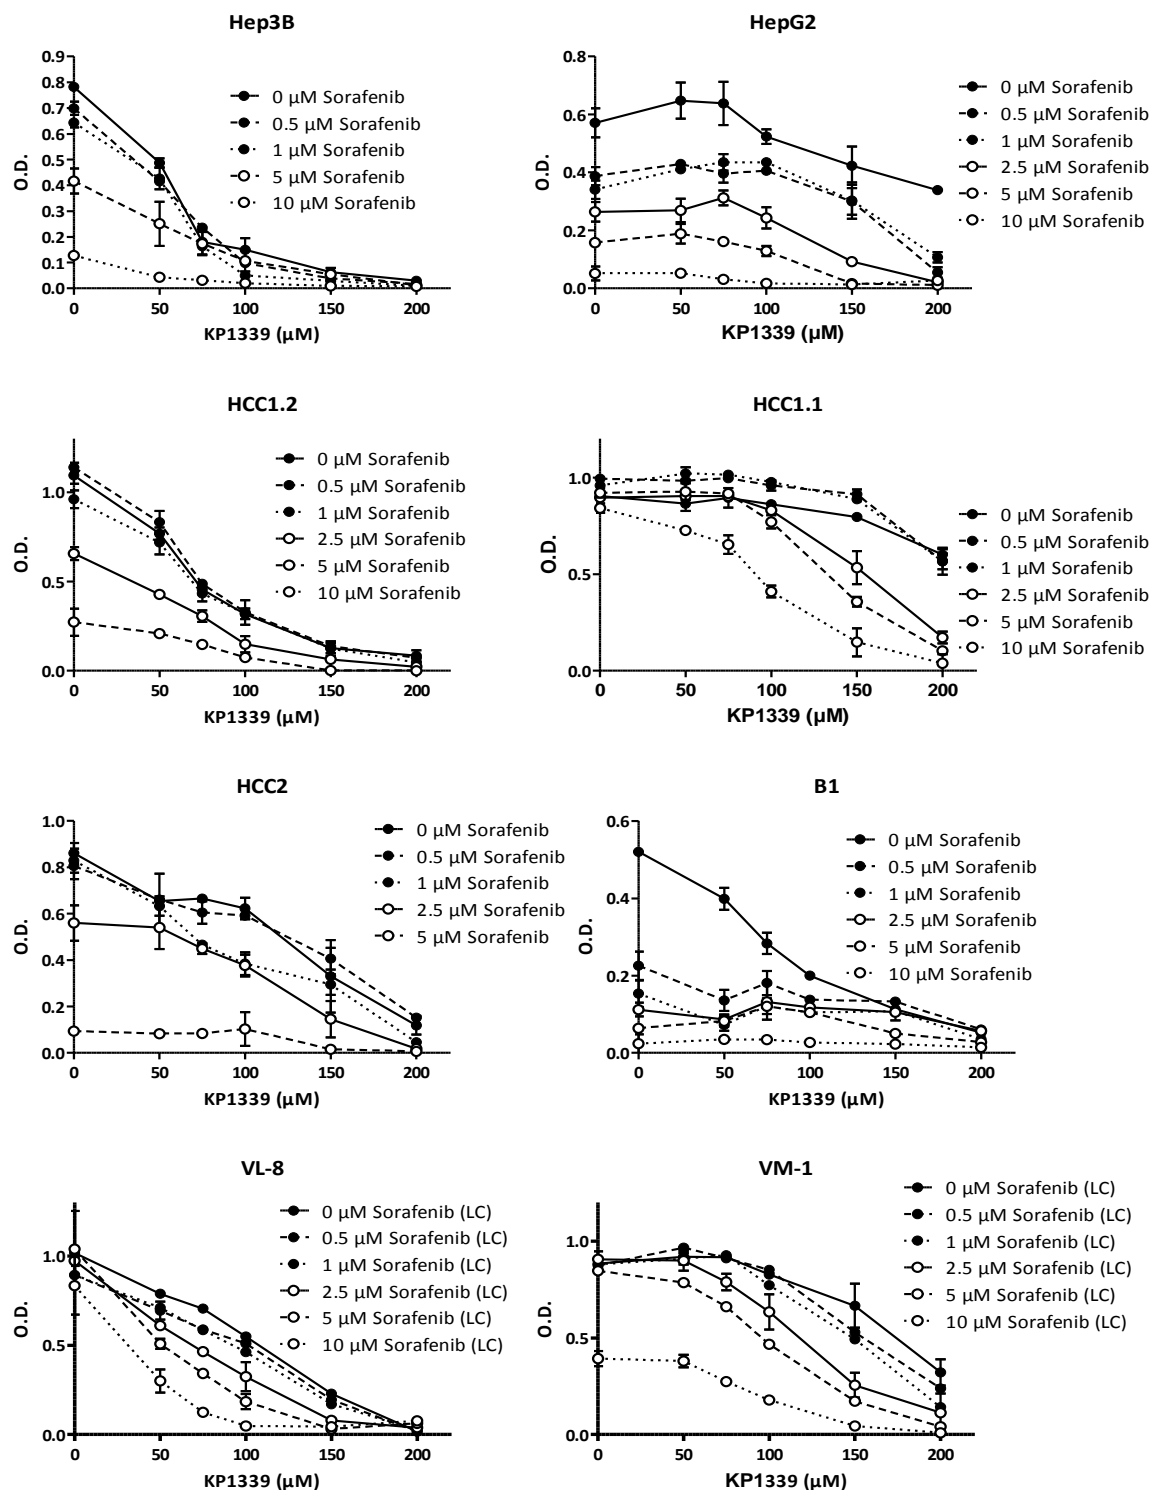 Hep3B
0.9
0.8
0.7
0.6
0.5
0.4
0.3
0.2
0.1
0.0
O.D.
0 50 100 150 200
KP1339 (µM)
0 µM Sorafenib
0.5 µM Sorafenib
1 µM Sorafenib
5 µM Sorafenib
10 µM Sorafenib
HepG2
0.8
0.6
0.4
0.2
0.0
O.D.
0 50 100 150 200
KP1339 (µM)
0 µM Sorafenib
0.5 µM Sorafenib
1 µM Sorafenib
2.5 µM Sorafenib
5 µM Sorafenib
10 µM Sorafenib
HCC1.2
1.0
0.5
0.0
O.D.
0 50 100 150 200
KP1339 (µM)
0 µM Sorafenib
0.5 µM Sorafenib
1 µM Sorafenib
2.5 µM Sorafenib
5 µM Sorafenib
10 µM Sorafenib
HCC1.1
1.0
0.5
0.0
O.D.
0 50 100 150 200
KP1339 (µM)
0 µM Sorafenib
0.5 µM Sorafenib
1 µM Sorafenib
2.5 µM Sorafenib
5 µM Sorafenib
10 µM Sorafenib
HCC2
1.0
0.8
0.6
0.4
0.2
0.0
O.D.
0 50 100 150 200
KP1339 (µM)
0 µM Sorafenib
0.5 µM Sorafenib
1 µM Sorafenib
2.5 µM Sorafenib
5 µM Sorafenib
B1
0.6
0.4
0.2
0.0
O.D.
0 50 100 150 200
KP1339 (µM)
0 µM Sorafenib
0.5 µM Sorafenib
1 µM Sorafenib
2.5 µM Sorafenib
5 µM Sorafenib
10 µM Sorafenib
VL-8
1.0
0.5
0.0
O.D.
0 50 100 150 200
KP1339 (µM)
0 µM Sorafenib (LC)
0.5 µM Sorafenib (LC)
1 µM Sorafenib (LC)
2.5 µM Sorafenib (LC)
5 µM Sorafenib (LC)
10 µM Sorafenib (LC)
VM-1
1.0
0.5
0.0
O.D.
0 50 100 150 200
KP1339 (µM)
0 µM Sorafenib (LC)
0.5 µM Sorafenib (LC)
1 µM Sorafenib (LC)
2.5 µM Sorafenib (LC)
5 µM Sorafenib (LC)
10 µM Sorafenib (LC)